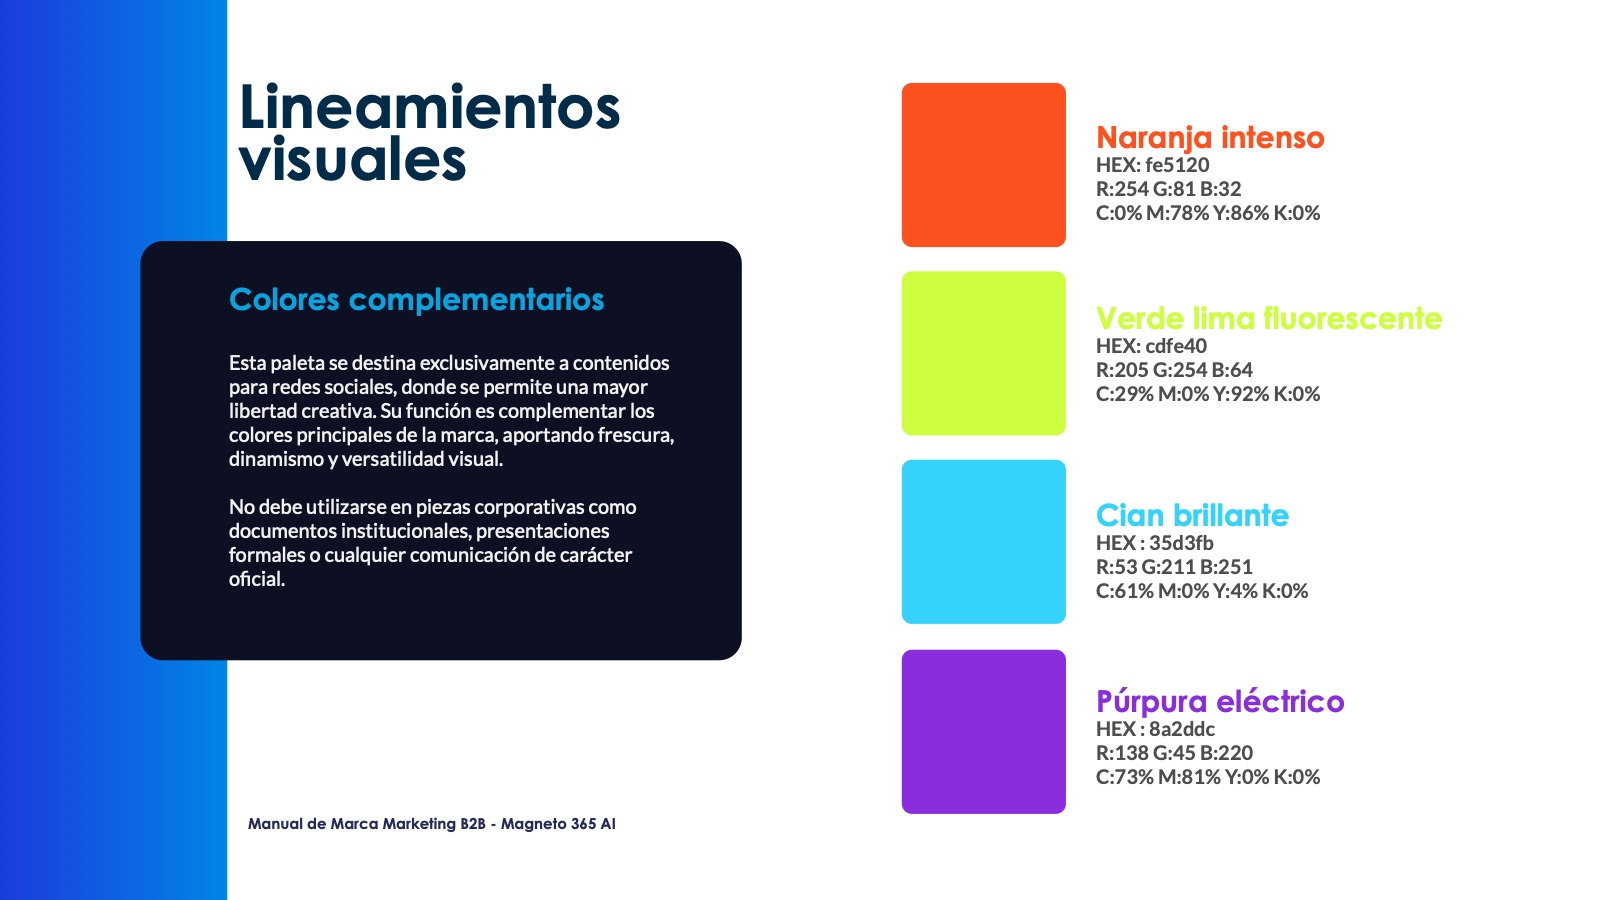 Lineamientos
visuales
Colores complementarios
Esta paleta se destina exclusivamente a contenidos
para redes sociales, donde se permite una mayor
libertad creativa. Su función es complementar los
colores principales de la marca, aportando frescura,
dinamismo y versatilidad visual.
No debe utilizarse en piezas corporativas como
documentos institucionales, presentaciones
formales o cualquier comunicación de carácter
oficial.
Manual de Marca Marketing B2B - Magneto 365 AI
Naranja intenso
HEX: fe5120
R:254 G:81 B:32
C:0% M:78% Y:86% K:0%
Verde lima fluorescente
HEX: cdfe40
R:205 G:254 B:64
C:29% M:0% Y:92% K:0%
Cian brillante
HEX : 35d3fb
R:53 G:211 B:251
C:61% M:0% Y:4% K:0%
Púrpura eléctrico
HEX : 8a2ddc
R:138 G:45 B:220
C:73% M:81% Y:0% K:0%